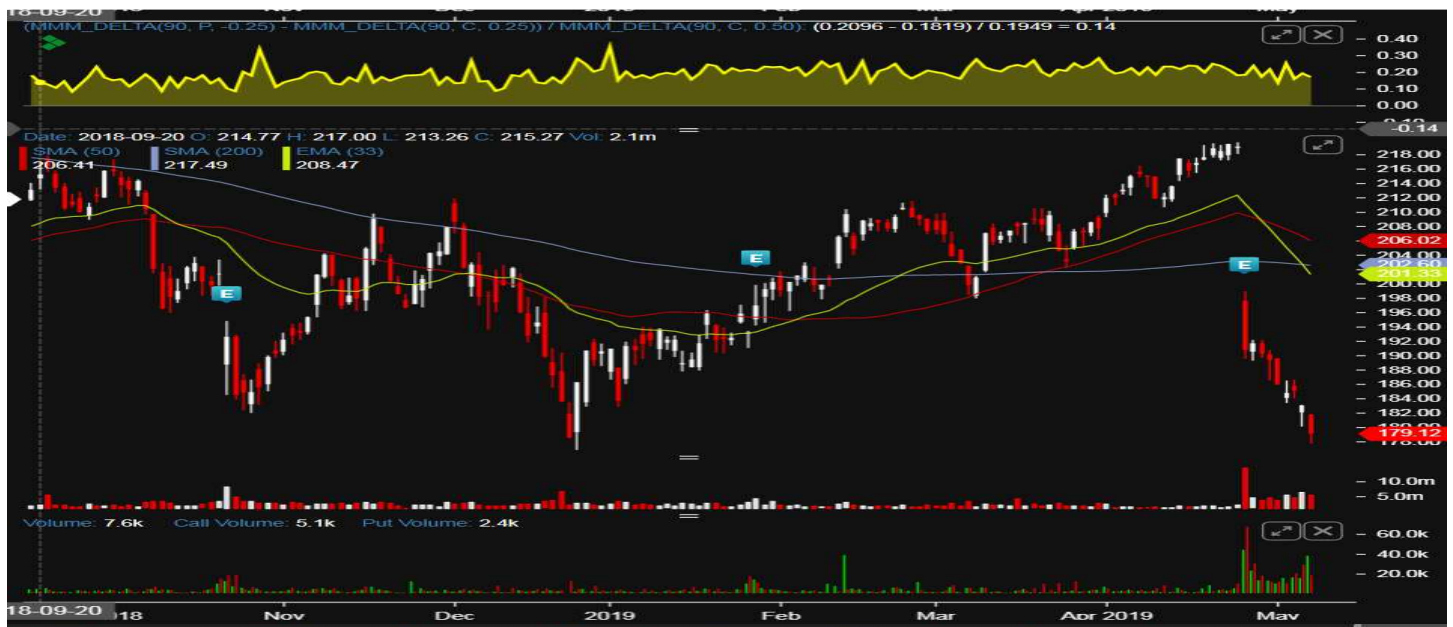 18-09-20
(MMM_DELTA(90, P, -0.25) - MMM_DELTA(90, C, 0.25)) / MMM_DELTA(90, C, 0.50): (0.2096 - 0.1819) / 0.1949 = 0.14
0.40
0.30
0.20
0.10
0.00
-0.14
Date: 2018-09-20 O: 214.77 H: 217.00 L: 213.26 C: 215.27 Vol: 2.1m
SMA (50) SMA (200) EMA (33)
206.41 217.49 208.47
218.00
216.00
214.00
212.00
210.00
208.00
206.02
204.00
202.60
201.33
200.00
198.00
196.00
194.00
192.00
190.00
188.00
186.00
184.00
182.00
179.12
178.00
E
E
E
10.0m
5.0m
Volume: 7.6k Call Volume: 5.1k Put Volume: 2.4k
60.0k
40.0k
20.0k
18-09-20 18 Nov Dec 2019 Feb Mar Apr 2019 May